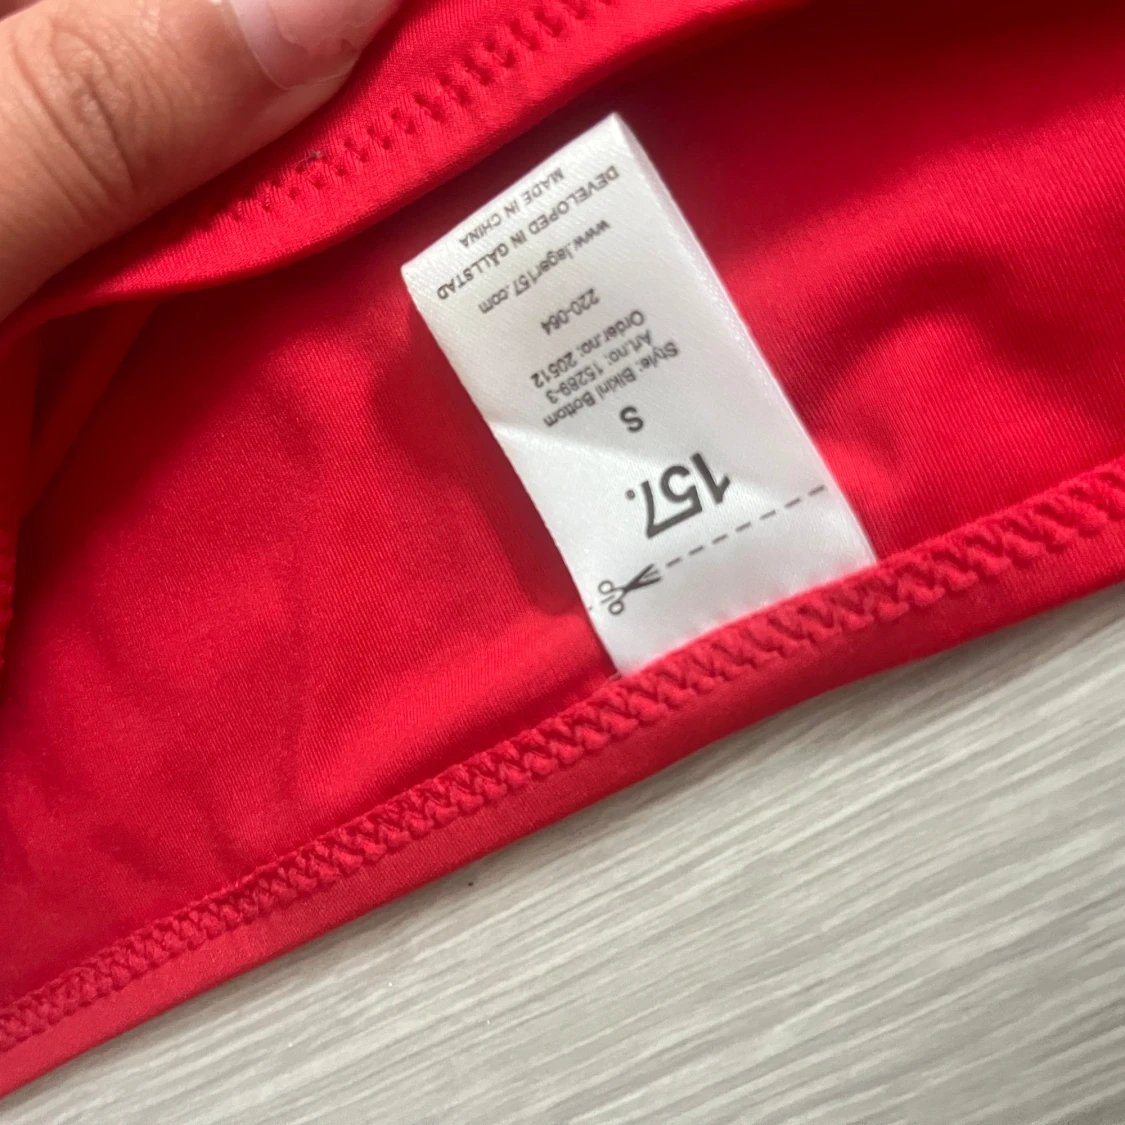 157.
S
Style: Bikini Bottom
Art.no: 15289-3
Order.no: 20512
220-064
www.lager157.com
DEVELOPED IN GÄLLSTAD
MADE IN CHINA